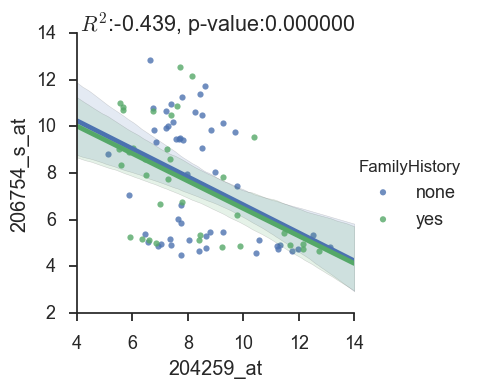 R²:-0.439, p-value:0.000000
14
12
10
8
6
4
2
206754_s_at
4 6 8 10 12 14
204259_at
FamilyHistory
none
yes